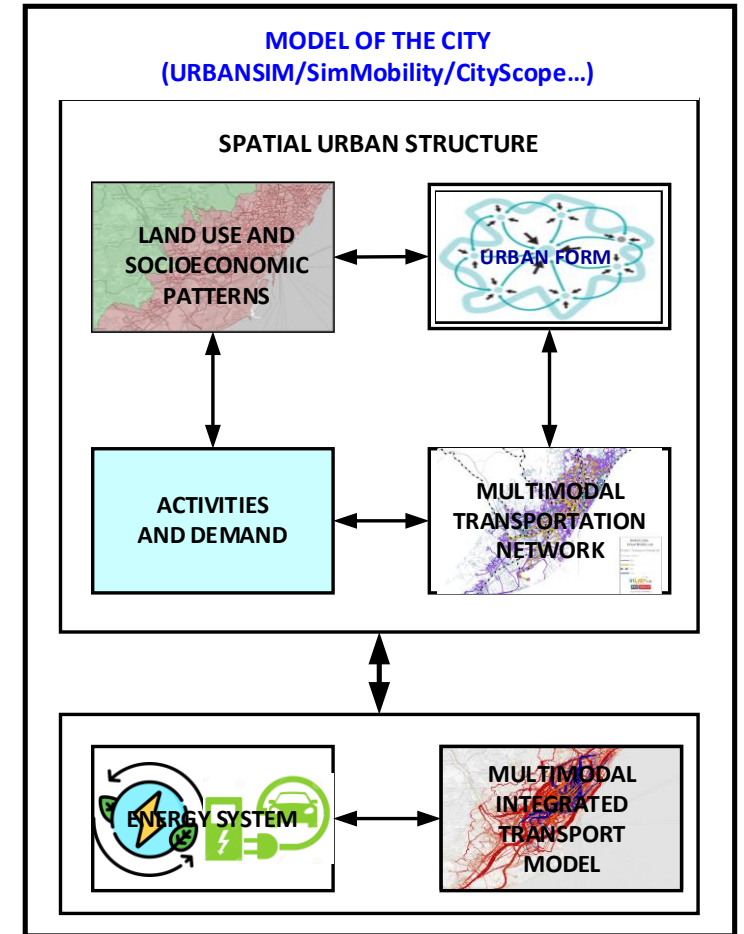 MODEL OF THE CITY
(URBANSIM/SimMobility/CityScope...)
SPATIAL URBAN STRUCTURE
LAND USE AND
SOCIOECONOMIC
PATTERNS
URBAN FORM
ACTIVITIES
AND DEMAND
MULTIMODAL
TRANSPORTATION
NETWORK
ENERGY SYSTEM
MULTIMODAL
INTEGRATED
TRANSPORT
MODEL